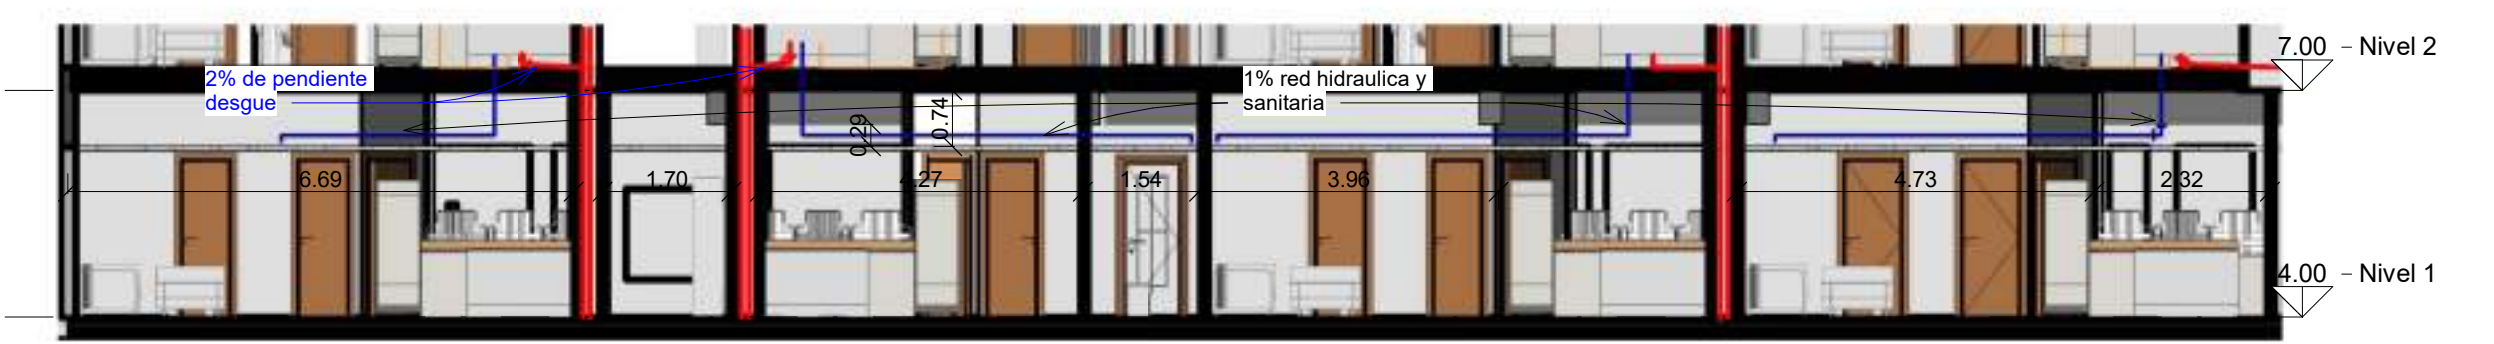 7.00 – Nivel 2
2% de pendiente
desgue
1% red hidraulica y
sanitaria
0.29
0.74
6.69
1.70
4.27
1.54
3.96
4.73
2.32
4.00 – Nivel 1